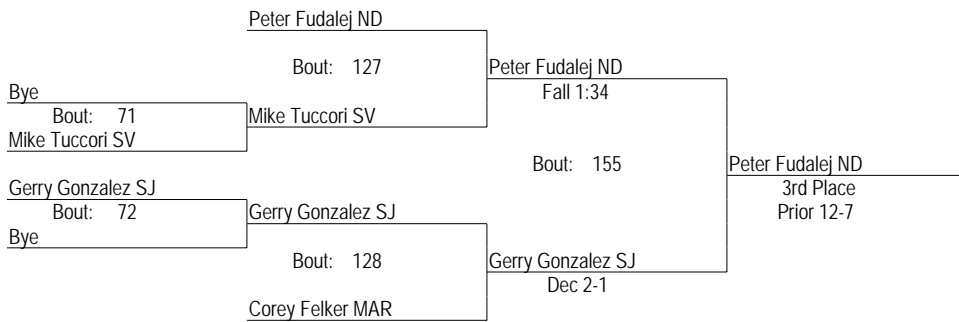 Peter Fudalej ND
Bout: 127
Peter Fudalej ND
Fall 1:34
Bye
Bout: 71
Mike Tuccori SV
Mike Tuccori SV
Bout: 155
Peter Fudalej ND
3rd Place
Prior 12-7
Gerry Gonzalez SJ
Bout: 72
Gerry Gonzalez SJ
Bye
Bout: 128
Gerry Gonzalez SJ
Dec 2-1
Corey Felker MAR